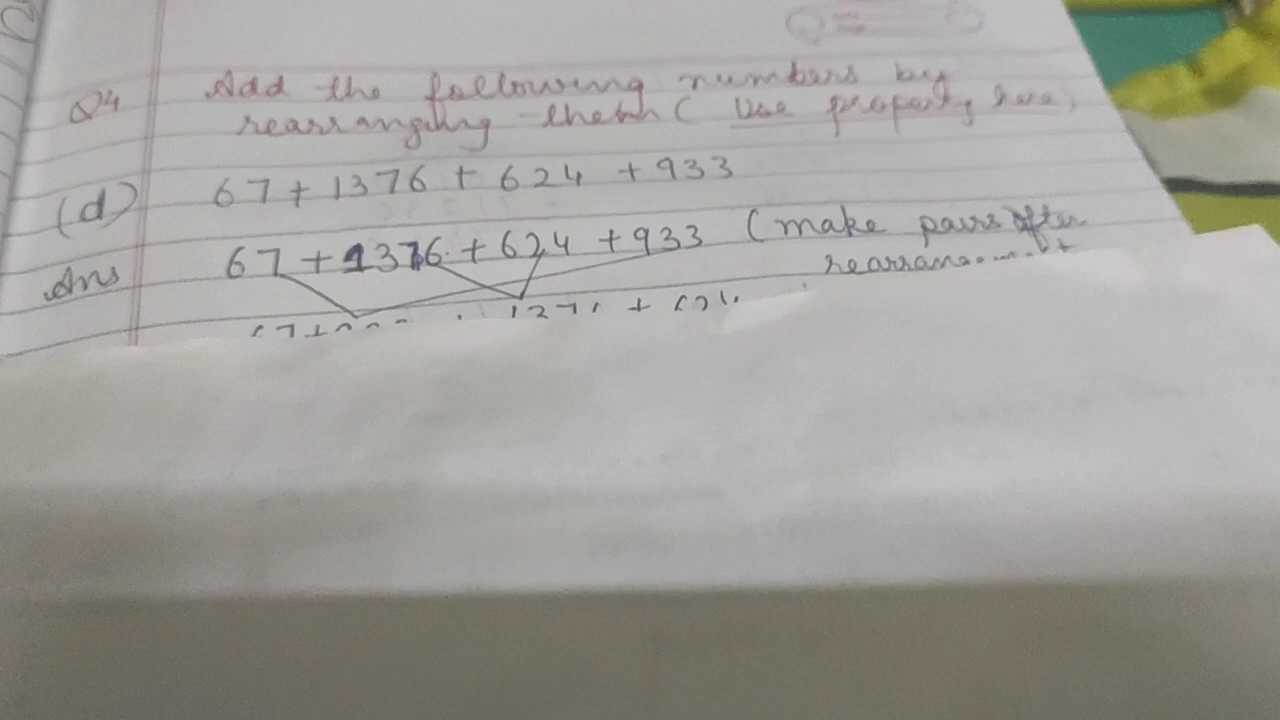 Q4 Add the following numbers by
rearranging them ( Use property here)
(d) 67 + 1376 + 624 + 933
Ans 67 + 1376 + 624 + 933 (make pairs after